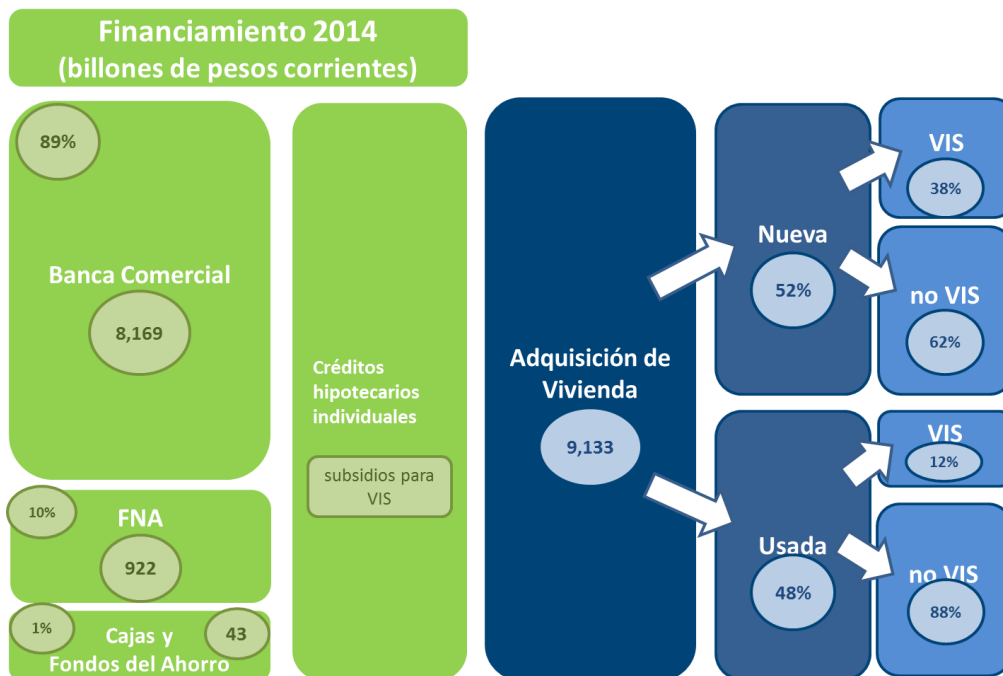 Financiamiento 2014
(billones de pesos corrientes)
89%
Banca Comercial
8,169
10%
FNA
922
1%
43
Cajas y
Fondos del Ahorro
Créditos
hipotecarios
individuales
subsidios para
VIS
Adquisición de
Vivienda
9,133
Nueva
52%
VIS
38%
no VIS
62%
Usada
48%
VIS
12%
no VIS
88%